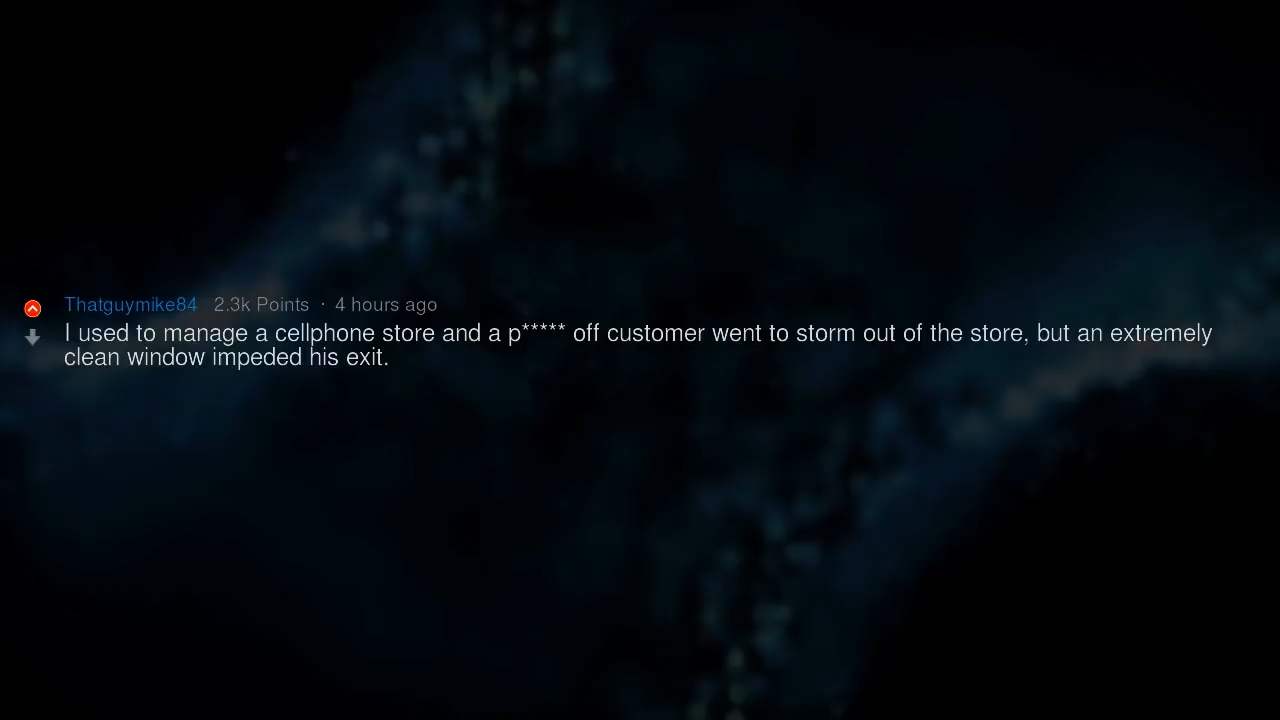 Thatguymike84 2.3k Points · 4 hours ago
I used to manage a cellphone store and a p***** off customer went to storm out of the store, but an extremely
clean window impeded his exit.